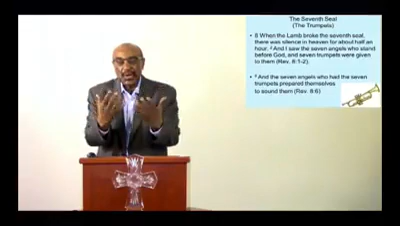 The Seventh Seal
(The Trumpets)
• 8 When the Lamb broke the seventh seal,
there was silence in heaven for about half an
hour. ² And I saw the seven angels who stand
before God, and seven trumpets were given
to them (Rev. 8:1-2).
• ⁶ And the seven angels who had the seven
trumpets prepared themselves
to sound them (Rev. 8:6)